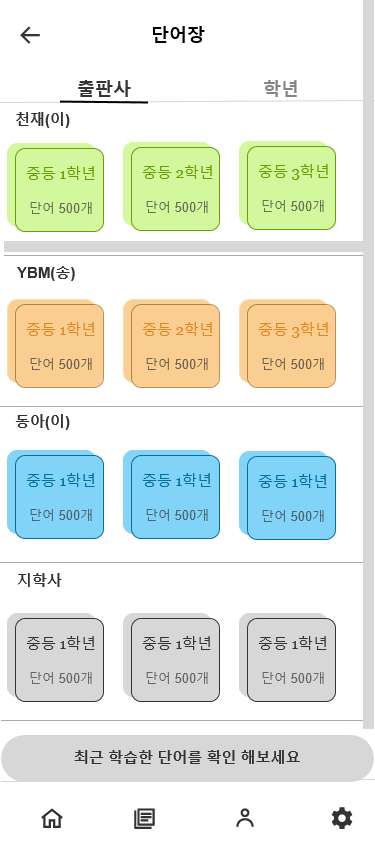 단어장
출판사 학년
천재(이)
중등 1학년 중등 2학년 중등 3학년
단어 500개 단어 500개 단어 500개
YBM(송)
중등 1학년 중등 2학년 중등 3학년
단어 500개 단어 500개 단어 500개
동아(이)
중등 1학년 중등 1학년 중등 1학년
단어 500개 단어 500개 단어 500개
지학사
중등 1학년 중등 1학년 중등 1학년
단어 500개 단어 500개 단어 500개
최근 학습한 단어를 확인 해보세요